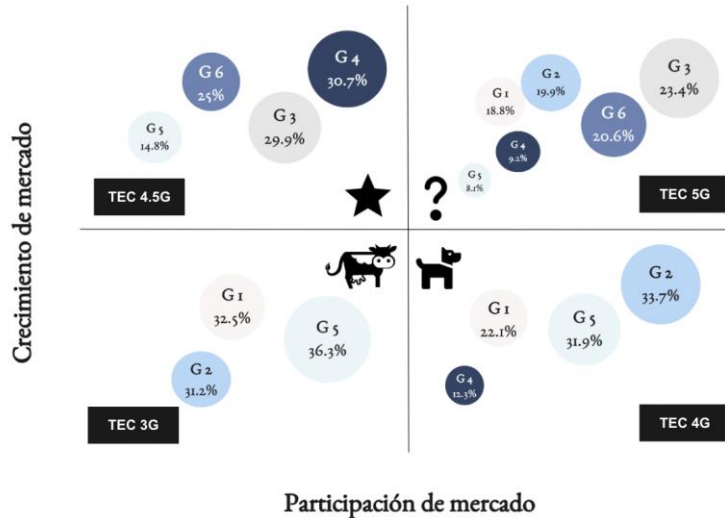 Crecimiento de mercado
G 4
30.7%
G 6
25%
G 3
29.9%
G 5
14.8%
TEC 4.5G
G 3
23.4%
G 2
19.9%
G 1
18.8%
G 6
20.6%
G 4
9.2%
G 5
8.1%
?
TEC 5G
G 1
32.5%
G 5
36.3%
G 2
31.2%
TEC 3G
G 2
33.7%
G 1
22.1%
G 5
31.9%
G 4
12.3%
TEC 4G
Participación de mercado